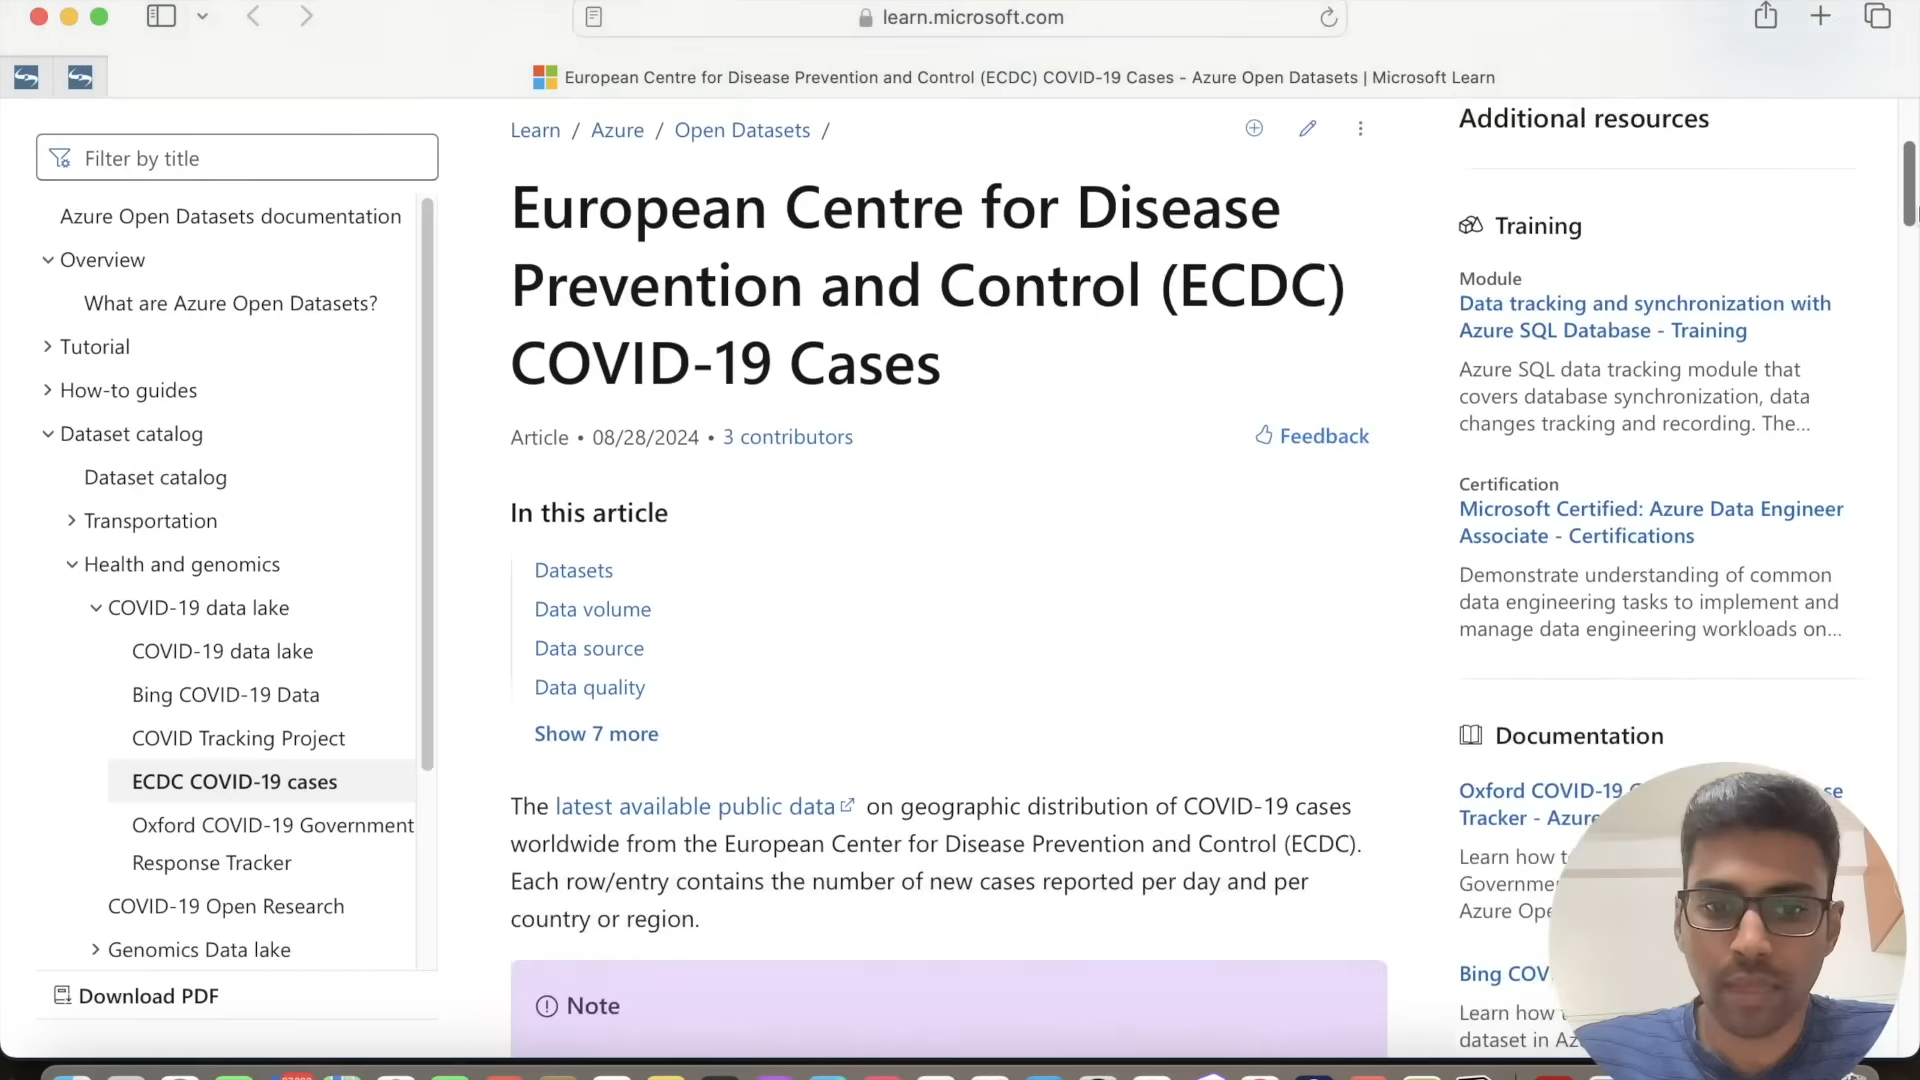 learn.microsoft.com
European Centre for Disease Prevention and Control (ECDC) COVID-19 Cases - Azure Open Datasets | Microsoft Learn
Filter by title
Azure Open Datasets documentation
Overview
What are Azure Open Datasets?
Tutorial
How-to guides
Dataset catalog
Dataset catalog
Transportation
Health and genomics
COVID-19 data lake
COVID-19 data lake
Bing COVID-19 Data
COVID Tracking Project
ECDC COVID-19 cases
Oxford COVID-19 Government
Response Tracker
COVID-19 Open Research
Genomics Data lake
Download PDF
Learn / Azure / Open Datasets /
European Centre for Disease
Prevention and Control (ECDC)
COVID-19 Cases
Article • 08/28/2024 • 3 contributors
Feedback
In this article
Datasets
Data volume
Data source
Data quality
Show 7 more
The latest available public data on geographic distribution of COVID-19 cases
worldwide from the European Center for Disease Prevention and Control (ECDC).
Each row/entry contains the number of new cases reported per day and per
country or region.
Note
Additional resources
Training
Module
Data tracking and synchronization with
Azure SQL Database - Training
Azure SQL data tracking module that
covers database synchronization, data
changes tracking and recording. The...
Certification
Microsoft Certified: Azure Data Engineer
Associate - Certifications
Demonstrate understanding of common
data engineering tasks to implement and
manage data engineering workloads on...
Documentation
Oxford COVID-19
Tracker - Azure
Learn how
Azure
Bing
Learn how
dataset in